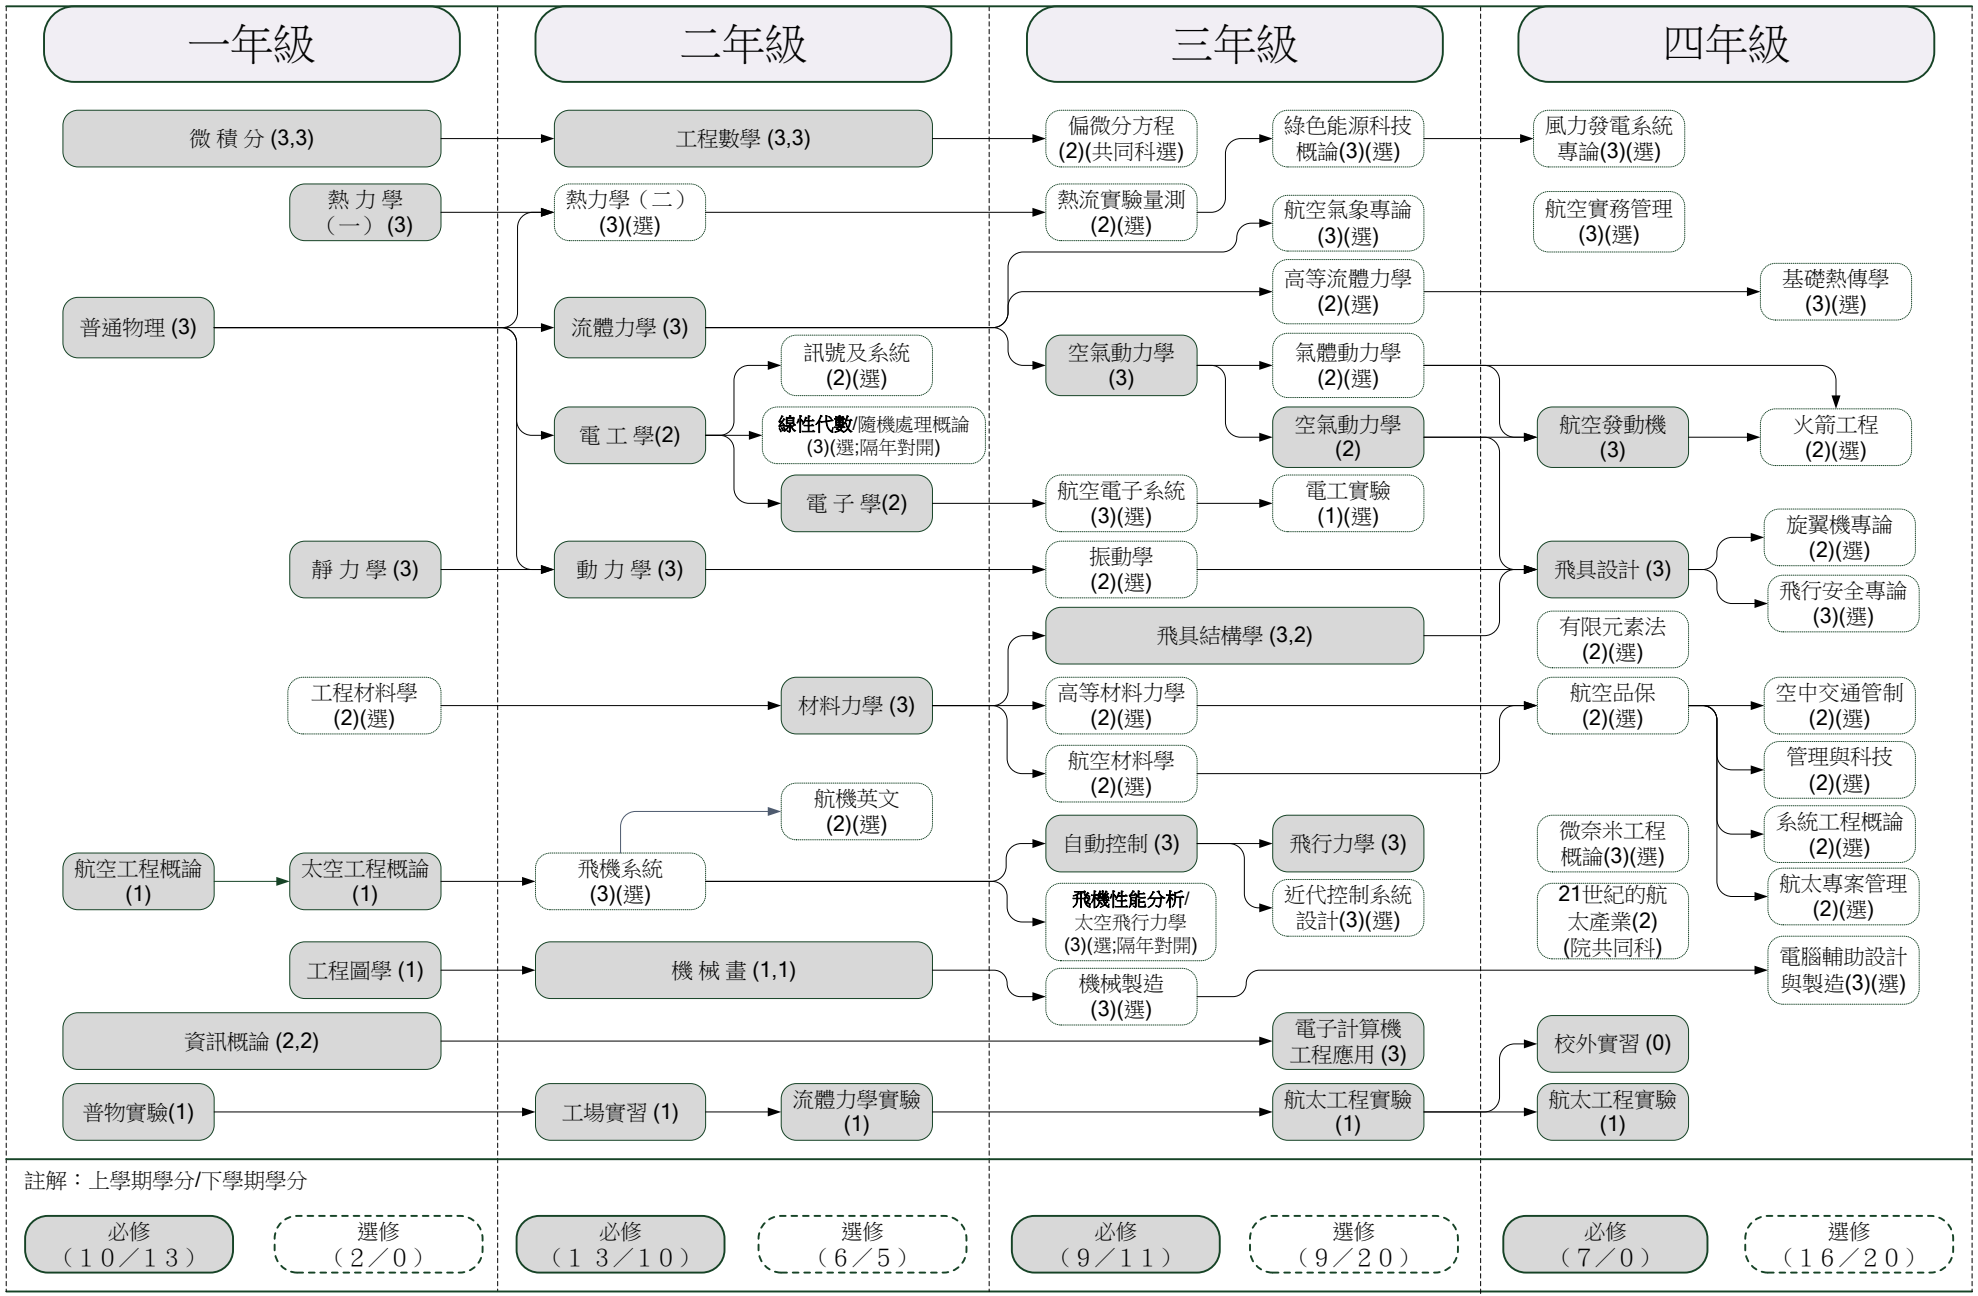 一年級
二年級
三年級
四年級
微 積 分 (3,3)
工程數學 (3,3)
偏微分方程
(2)(共同科選)
綠色能源科技
概論(3)(選)
風力發電系統
專論(3)(選)
熱 力 學
（一）(3)
熱力學（二）
(3)(選)
熱流實驗量測
(2)(選)
航空氣象專論
(3)(選)
航空實務管理
(3)(選)
高等流體力學
(2)(選)
基礎熱傳學
(3)(選)
普通物理 (3)
流體力學 (3)
訊號及系統
(2)(選)
空氣動力學
(3)
氣體動力學
(2)(選)
電 工 學(2)
線性代數/隨機處理概論
(3)(選;隔年對開)
空氣動力學
(2)
航空發動機
(3)
火箭工程
(2)(選)
電 子 學(2)
航空電子系統
(3)(選)
電工實驗
(1)(選)
旋翼機專論
(2)(選)
靜 力 學 (3)
動 力 學 (3)
振動學
(2)(選)
飛具設計 (3)
飛行安全專論
(3)(選)
飛具結構學 (3,2)
有限元素法
(2)(選)
工程材料學
(2)(選)
材料力學 (3)
高等材料力學
(2)(選)
航空品保
(2)(選)
空中交通管制
(2)(選)
航空材料學
(2)(選)
管理與科技
(2)(選)
航機英文
(2)(選)
自動控制 (3)
飛行力學 (3)
微奈米工程
概論(3)(選)
系統工程概論
(2)(選)
航空工程概論
(1)
太空工程概論
(1)
飛機系統
(3)(選)
飛機性能分析/
太空飛行力學
(3)(選;隔年對開)
近代控制系統
設計(3)(選)
21世紀的航
太產業(2)
(院共同科)
航太專案管理
(2)(選)
工程圖學 (1)
機 械 畫 (1,1)
機械製造
(3)(選)
電腦輔助設計
與製造(3)(選)
資訊概論 (2,2)
電子計算機
工程應用 (3)
校外實習 (0)
普物實驗(1)
工場實習 (1)
流體力學實驗
(1)
航太工程實驗
(1)
航太工程實驗
(1)
註解：上學期學分/下學期學分
必修
（１０／１３）
選修
（２／０）
必修
（１３／１０）
選修
（６／５）
必修
（９／１１）
選修
（９／２０）
必修
（７／０）
選修
（１６／２０）